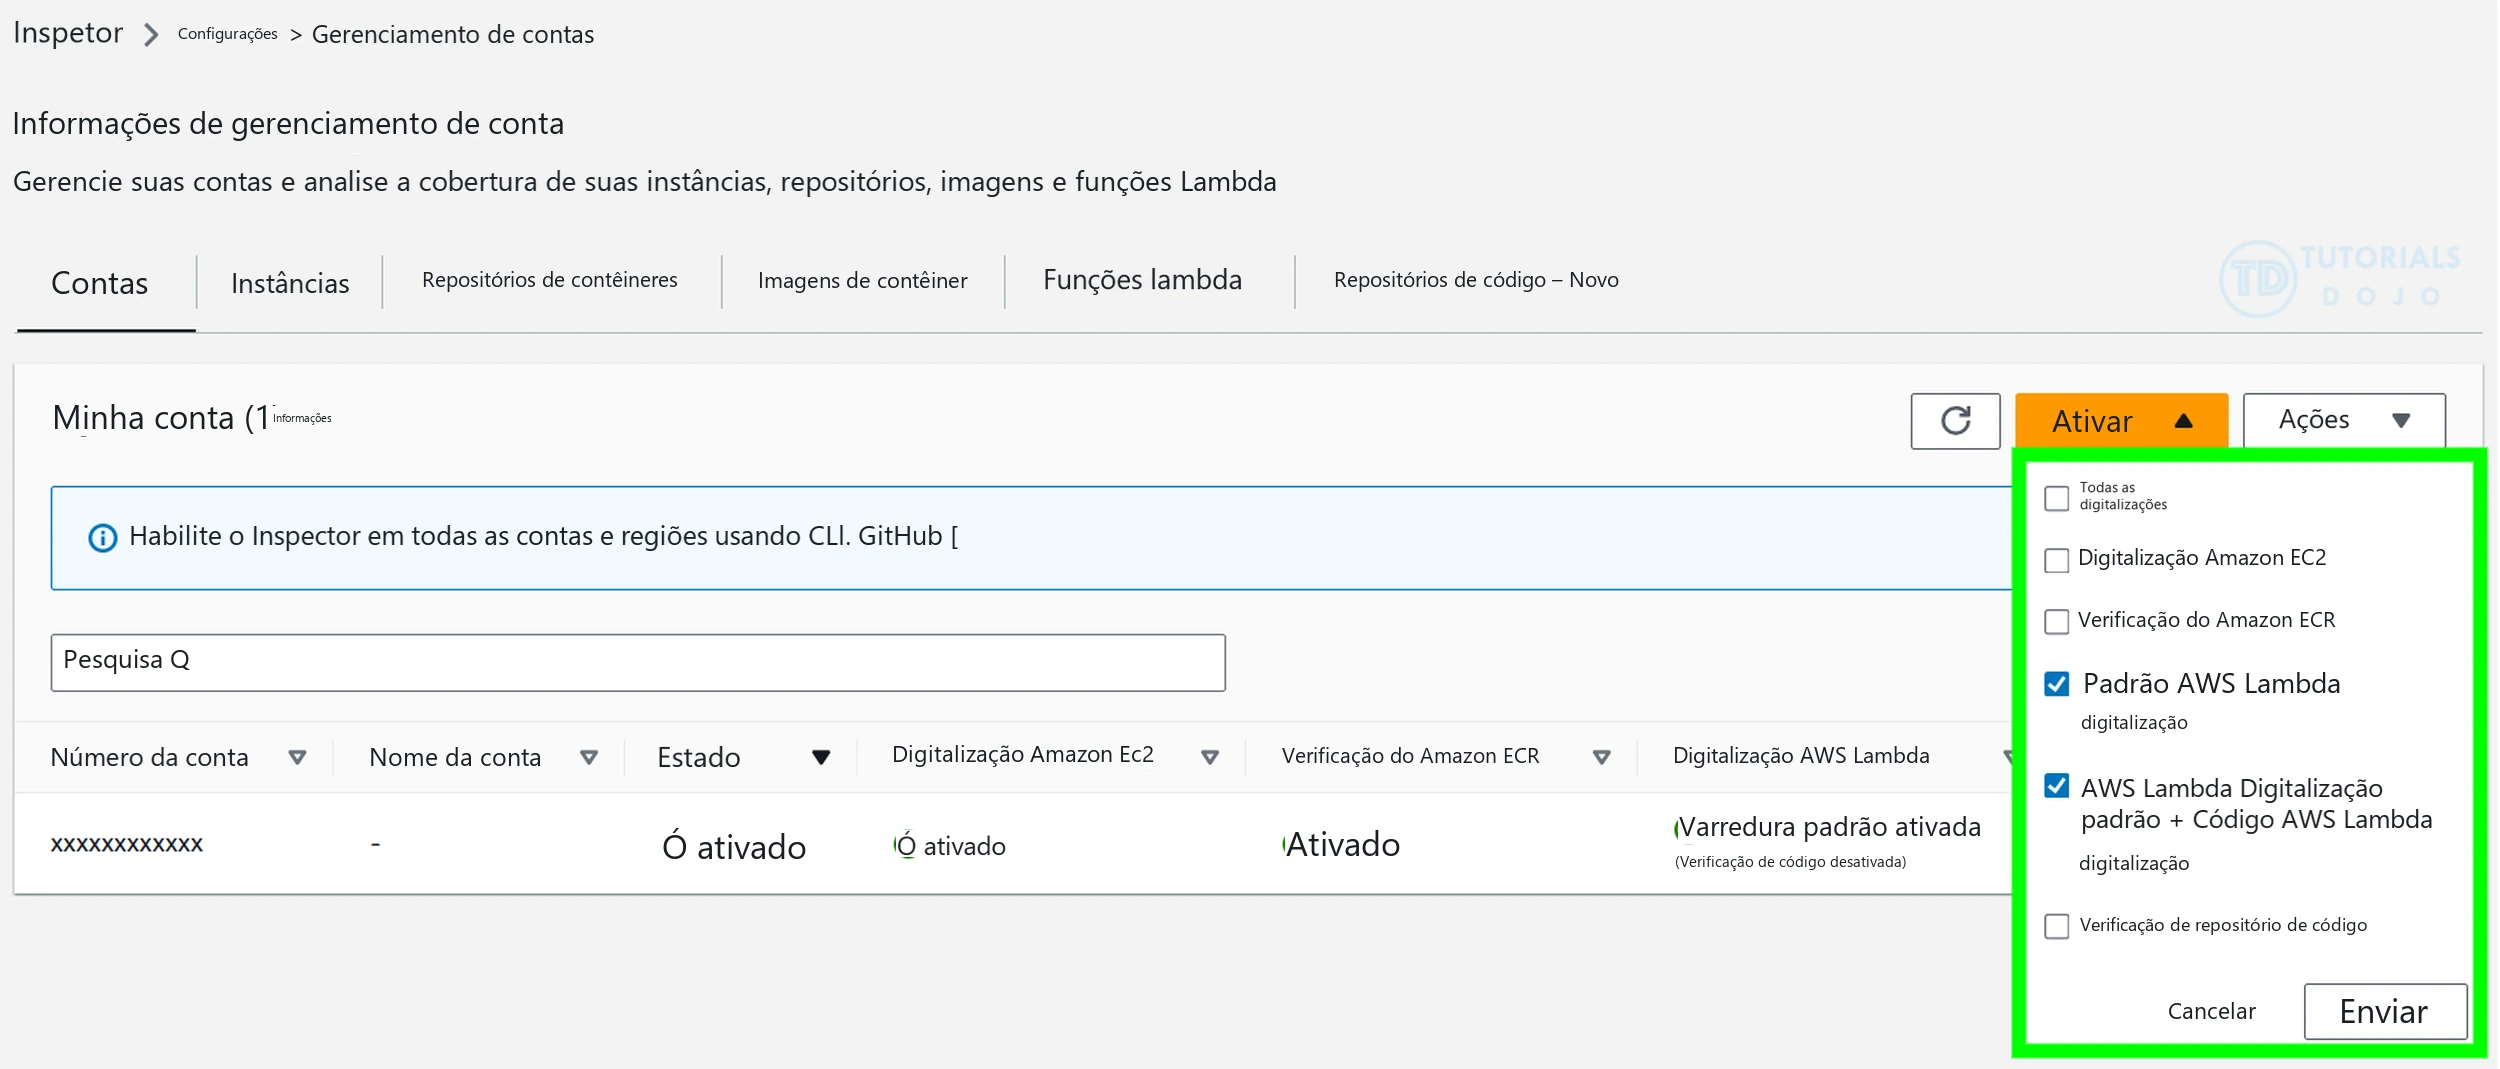 Inspetor > Configurações > Gerenciamento de contas
Informações de gerenciamento de conta
Gerencie suas contas e analise a cobertura de suas instâncias, repositórios, imagens e funções Lambda
Contas Instâncias Repositórios de contêineres Imagens de contêiner Funções lambda Repositórios de código – Novo
TUTORIALS
TD
DOJO
Minha conta (1 Informações
Ativar Ações
Habilite o Inspector em todas as contas e regiões usando CLl. GitHub [
Pesquisa Q
Número da conta Nome da conta Estado Digitalização Amazon Ec2 Verificação do Amazon ECR Digitalização AWS Lambda
xxxxxxxxxxxx - Ó ativado Ó ativado Ativado Varredura padrão ativada
(Verificação de código desativada)
Todas as
digitalizações
Digitalização Amazon EC2
Verificação do Amazon ECR
Padrão AWS Lambda
digitalização
AWS Lambda Digitalização
padrão + Código AWS Lambda
digitalização
Verificação de repositório de código
Cancelar Enviar